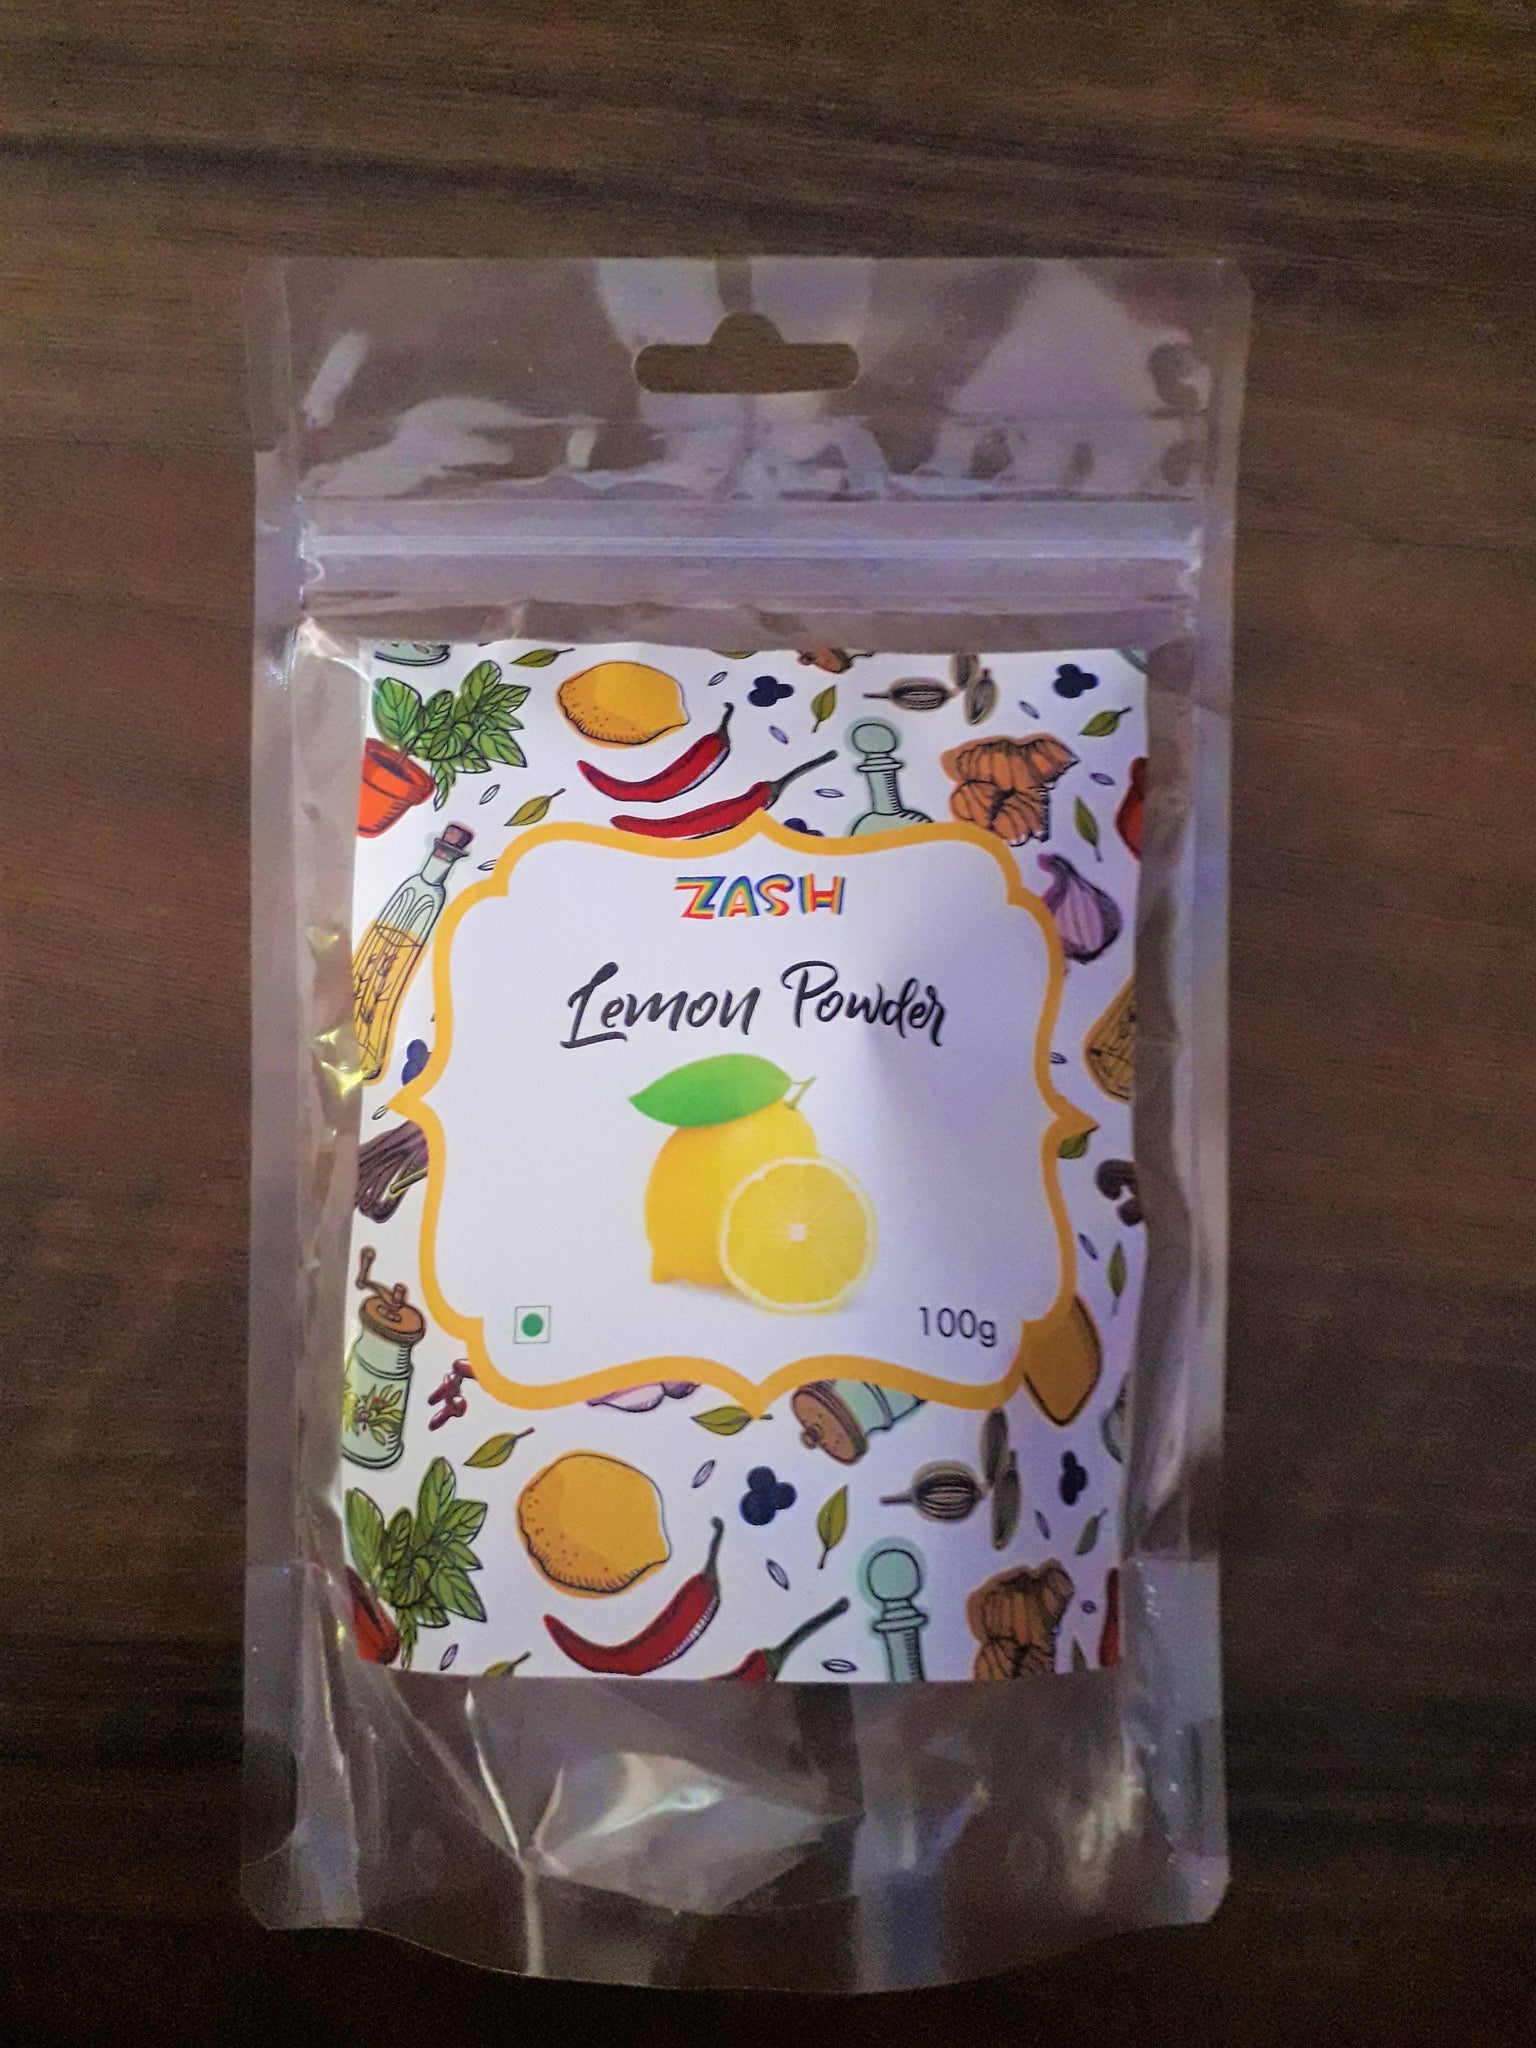 ZASH
Lemon Powder
100g